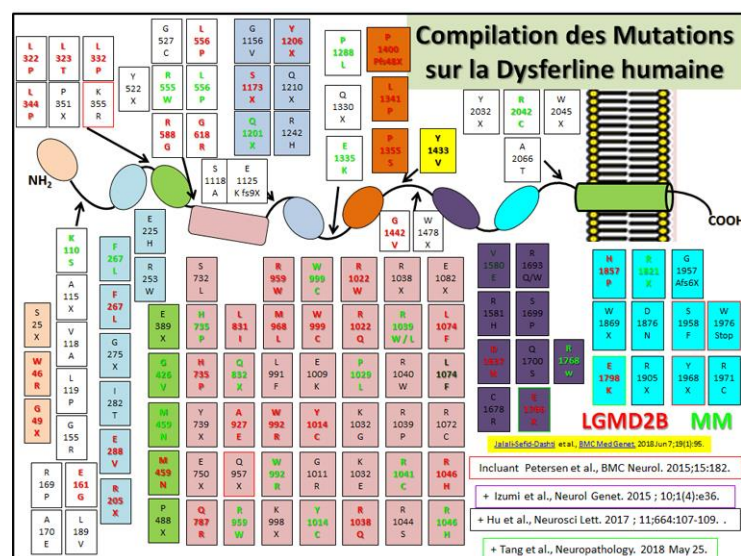 Compilation des Mutations
sur la Dysferline humaine
L 322 P
L 323 T
L 332 P
L 344 P
P 351 X
K 355 R
Y 522 X
G 527 C
L 556 P
R 555 W
L 556 P
R 588 G
G 618 R
G 1156 V
Y 1206 X
S 1173 X
Q 1210 X
Q 1201 X
R 1242 H
P 1288 L
Q 1330 X
E 1335 K
P 1400 Pfs48X
L 1341 P
P 1355 S
Y 1433 V
Y 2032 X
R 2042 C
W 2045 X
A 2066 T
S 1118 A
E 1125 K fs9X
G 1442 V
W 1478 X
NH2
COOH
S 25 X
W 46 R
G 49 X
K 110 S
A 115 X
V 118 A
L 119 P
G 155 R
R 169 P
E 161 G
A 170 E
L 189 V
E 225 H
R 253 W
F 267 L
F 267 L
G 275 X
I 282 T
E 288 V
R 205 X
E 389 X
G 426 V
M 459 N
M 459 N
P 488 X
S 732 L
H 735 P
H 735 P
Y 739 X
E 750 X
Q 787 R
L 831 I
Q 832 X
A 927 E
Q 957 X
R 959 W
R 959 W
M 968 L
L 991 F
W 992 R
W 992 R
K 998 X
W 999 C
W 999 C
E 1009 K
Y 1014 C
G 1011 R
Y 1014 C
R 1022 W
R 1022 Q
P 1029 L
K 1032 G
K 1032 E
R 1038 Q
R 1038 X
R 1039 W / L
R 1040 W
R 1039 P
R 1041 C
R 1044 S
E 1082 X
L 1074 F
L 1074 F
Y 1072 C
R 1046 H
R 1046 H
V 1580 E
R 1693 Q/W
R 1581 H
S 1699 P
Q 1700 S
R 1768 w
C 1678 R
H 1857 P
R 1821 X
G 1957 Afs6X
W 1869 X
D 1876 N
S 1958 F
W 1976 Stop
E 1798 K
R 1905 X
Y 1968 X
R 1971 C
LGMD2B
MM
Jalali-Sefid-Dashti et al., BMC Med Genet. 2018 Jun 7;19(1):95.
Incluant Petersen et al., BMC Neurol. 2015;15:182.
+ Izumi et al., Neurol Genet. 2015 ; 10;1(4):e36.
+ Hu et al., Neurosci Lett. 2017 ; 11;664:107-109. .
+ Tang et al., Neuropathology. 2018 May 25.